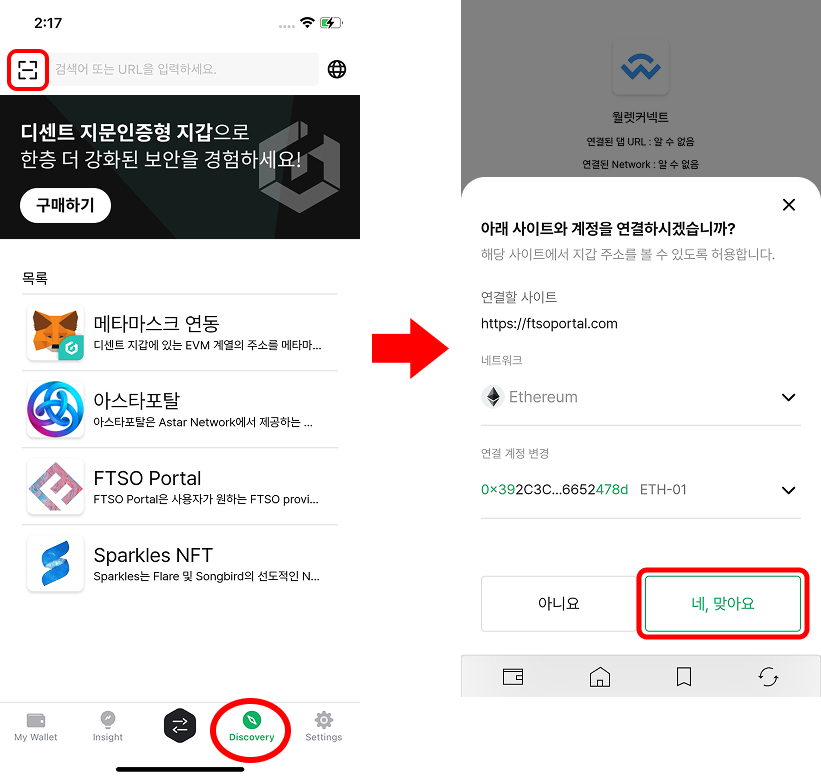 2:17
검색어 또는 URL을 입력하세요.
디센트 지문인증형 지갑으로
한층 더 강화된 보안을 경험하세요!
구매하기
목록
메타마스크 연동
디센트 지갑에 있는 EVM 계열의 주소를 메타마...
아스타포탈
아스타포탈은 Astar Network에서 제공하는 ...
FTSO Portal
FTSO Portal은 사용자가 원하는 FTSO provi...
Sparkles NFT
Sparkles는 Flare 및 Songbird의 선도적인 N...
My Wallet
Insight
Discovery
Settings
월렛커넥트
연결된 탭 URL : 알 수 없음
연결된 Network : 알 수 없음
아래 사이트와 계정을 연결하시겠습니까?
해당 사이트에서 지갑 주소를 볼 수 있도록 허용합니다.
연결할 사이트
https://ftsoportal.com
네트워크
Ethereum
연결 계정 변경
0×392C3C...6652478d ETH-01
아니요
네, 맞아요